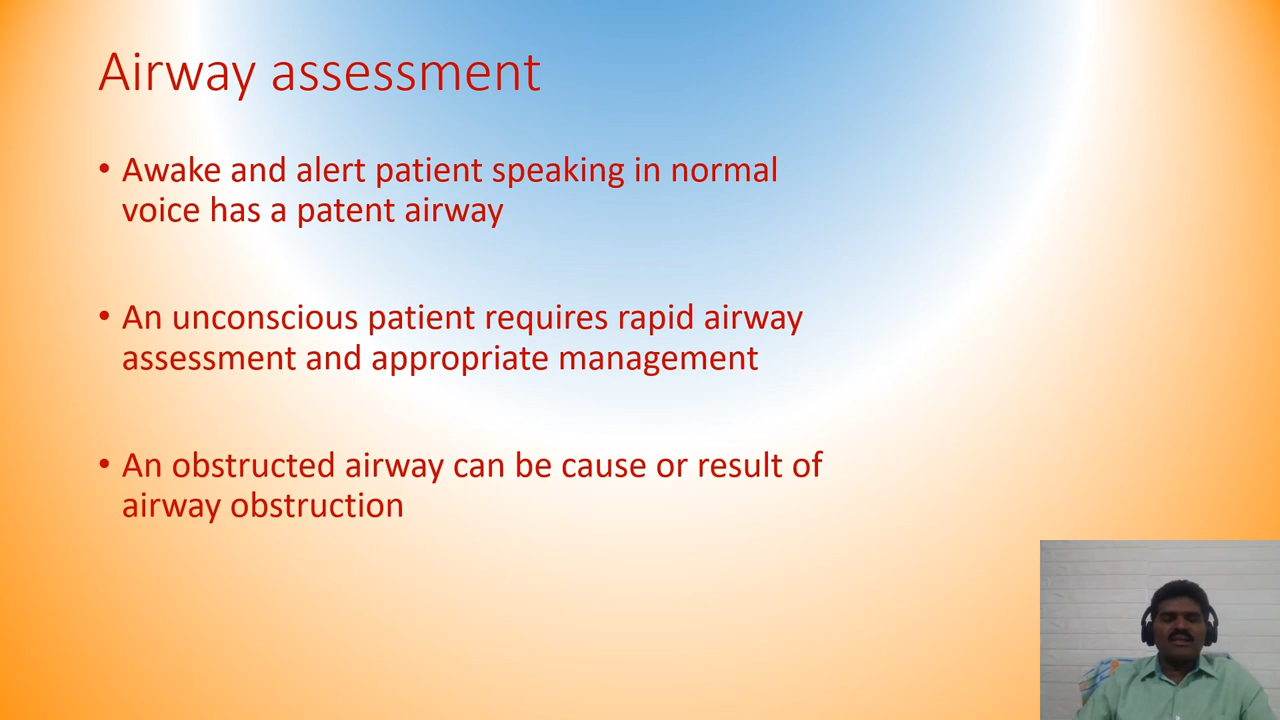 Airway assessment
• Awake and alert patient speaking in normal
voice has a patent airway
• An unconscious patient requires rapid airway
assessment and appropriate management
• An obstructed airway can be cause or result of
airway obstruction